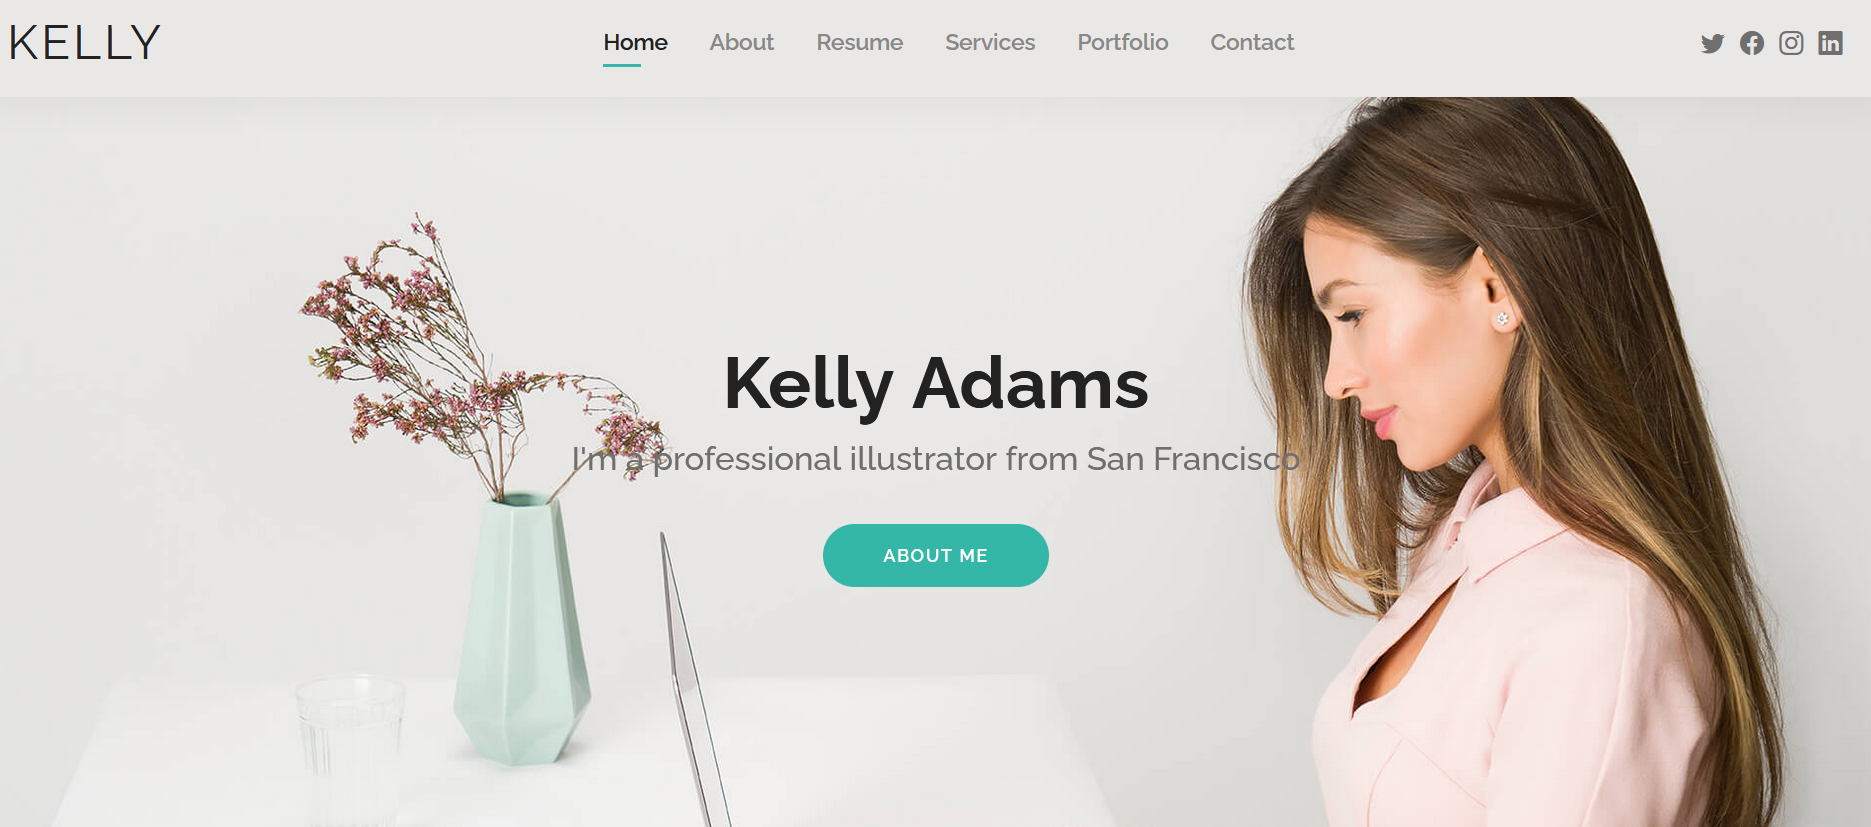 KELLY
Home About Resume Services Portfolio Contact
Kelly Adams
I'm a professional illustrator from San Francisco
ABOUT ME